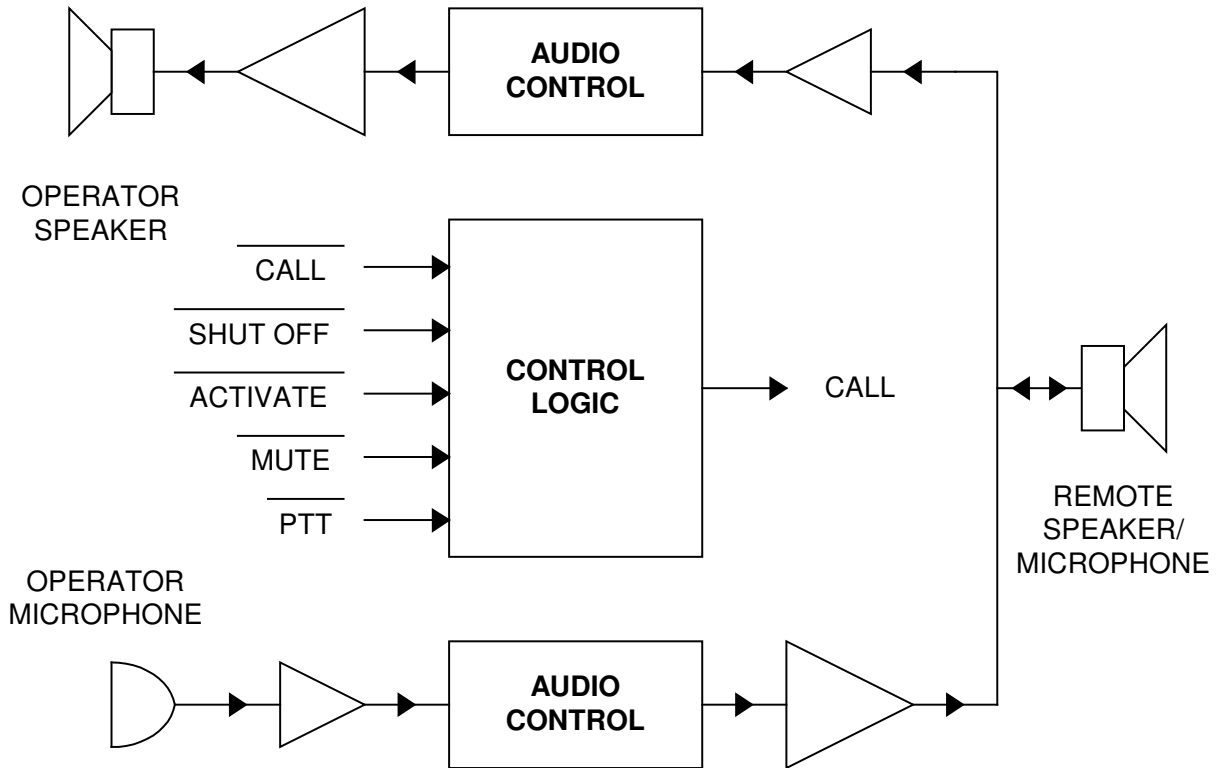 AUDIO
CONTROL
OPERATOR
SPEAKER
CALL
SHUT OFF
ACTIVATE
MUTE
PTT
CONTROL
LOGIC
CALL
REMOTE
SPEAKER/
MICROPHONE
OPERATOR
MICROPHONE
AUDIO
CONTROL